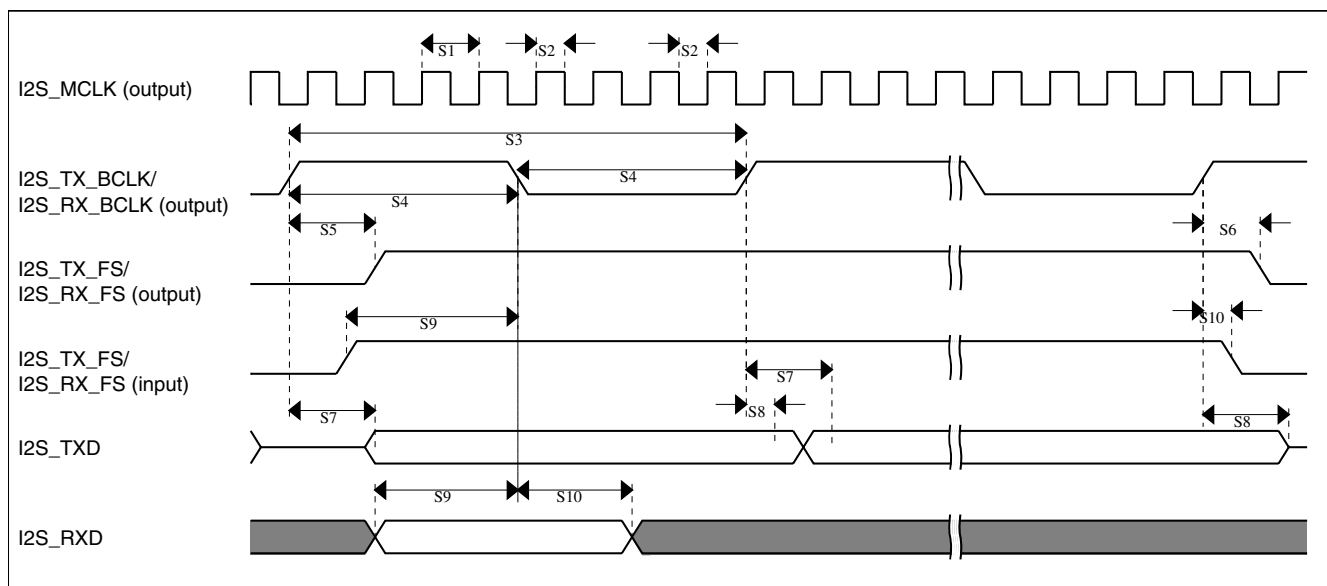 S1
S2
S2
I2S_MCLK (output)
S3
I2S_TX_BCLK/
I2S_RX_BCLK (output)
S4
S4
S5
S6
I2S_TX_FS/
I2S_RX_FS (output)
S9
S10
I2S_TX_FS/
I2S_RX_FS (input)
S7
S7
S8
S8
I2S_TXD
S9
S10
I2S_RXD